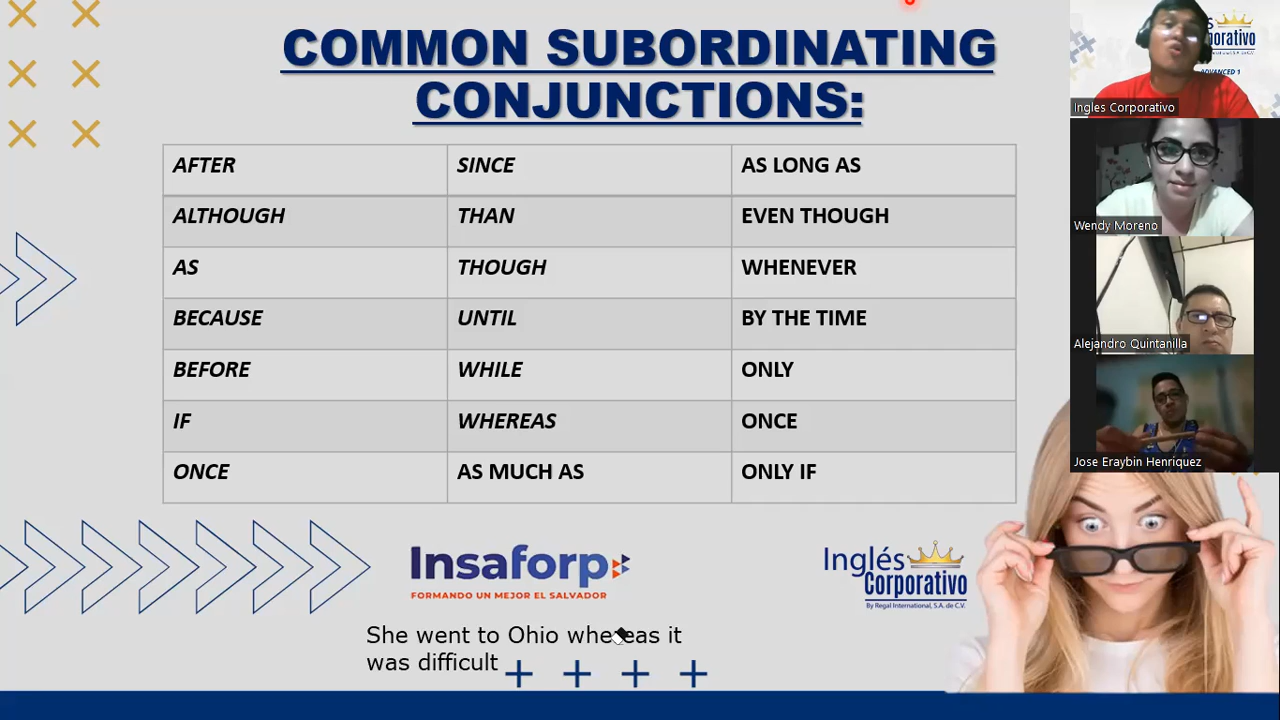 COMMON SUBORDINATING
CONJUNCTIONS:
AFTER SINCE AS LONG AS
ALTHOUGH THAN EVEN THOUGH
AS THOUGH WHENEVER
BECAUSE UNTIL BY THE TIME
BEFORE WHILE ONLY
IF WHEREAS ONCE
ONCE AS MUCH AS ONLY IF
Insaforp
FORMANDO UN MEJOR EL SALVADOR
Inglés
Corporativo
By Regal International, S.A. de C.V.
She went to Ohio whereas it
was difficult
ADVANCED 1
Ingles Corporativo
Wendy Moreno
Alejandro Quintanilla
Jose Eraybin Henriquez